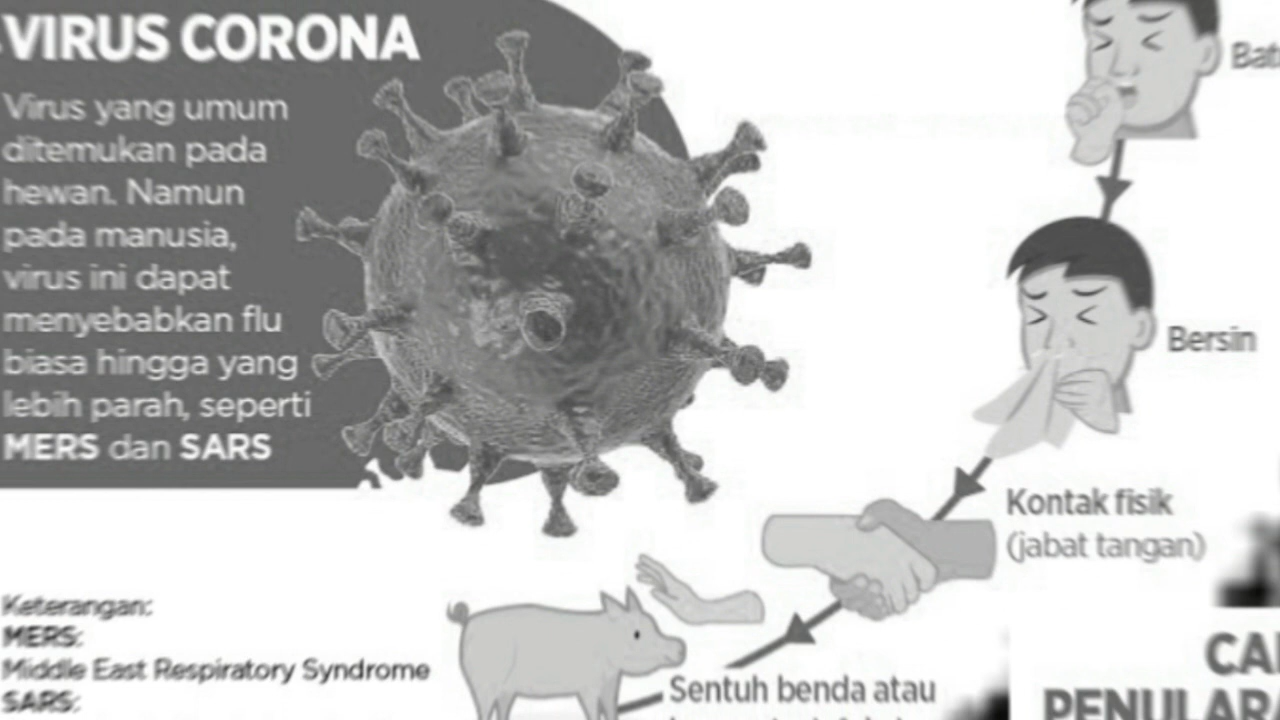 VIRUS CORONA
Virus yang umum
ditemukan pada
hewan. Namun
pada manusia,
virus ini dapat
menyebabkan flu
biasa hingga yang
lebih parah, seperti
MERS dan SARS
Bersin
Kontak fisik
(jabat tangan)
Sentuh benda atau
Keterangan:
MERS:
Middle East Respiratory Syndrome
SARS: